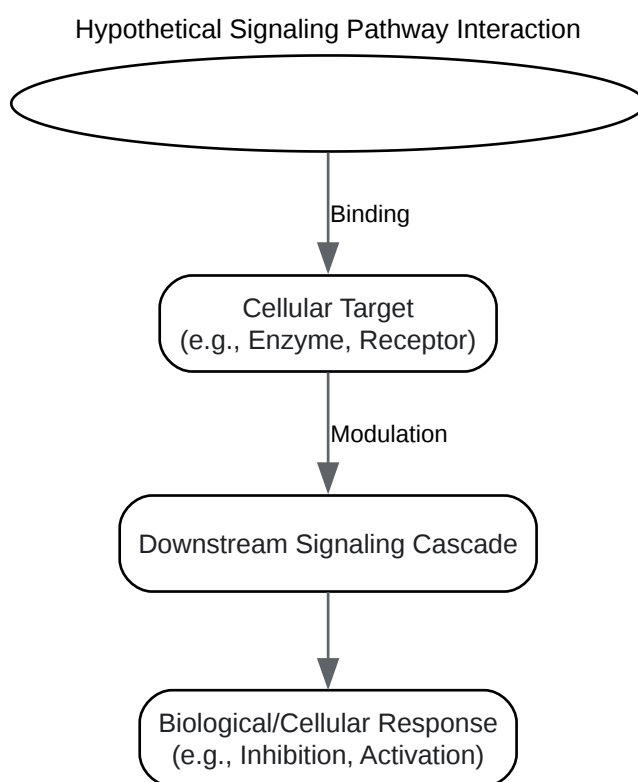 Hypothetical Signaling Pathway Interaction
Binding
Cellular Target
(e.g., Enzyme, Receptor)
Modulation
Downstream Signaling Cascade
Biological/Cellular Response
(e.g., Inhibition, Activation)